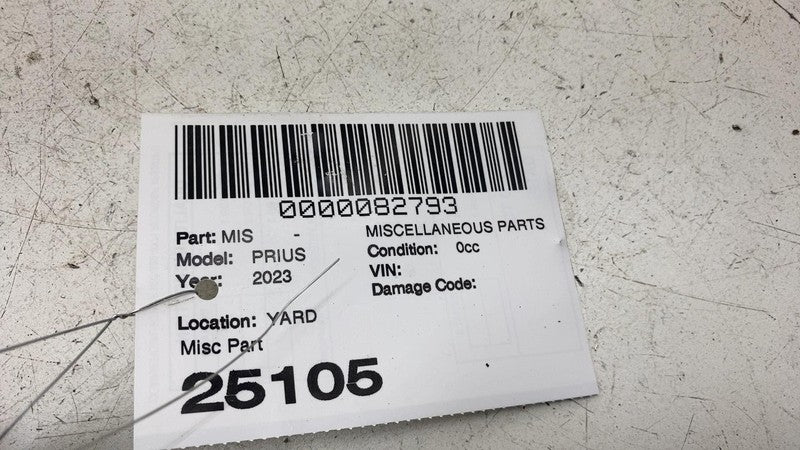 0000082793
Part: MIS - MISCELLANEOUS PARTS
Model: PRIUS Condition: 0cc
Year: 2023 VIN:
Damage Code:
Location: YARD
Misc Part
25105